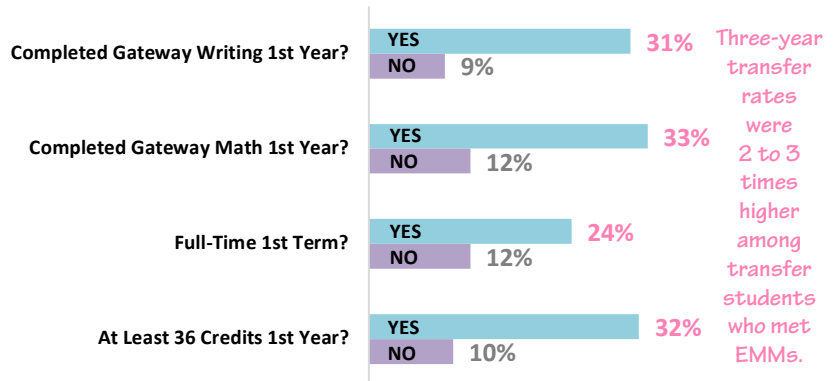 Completed Gateway Writing 1st Year?
YES
31%
NO
9%
Completed Gateway Math 1st Year?
YES
33%
NO
12%
Full-Time 1st Term?
YES
24%
NO
12%
At Least 36 Credits 1st Year?
YES
32%
NO
10%
Three-year
transfer
rates
were
2 to 3
times
higher
among
transfer
students
who met
EMMs.